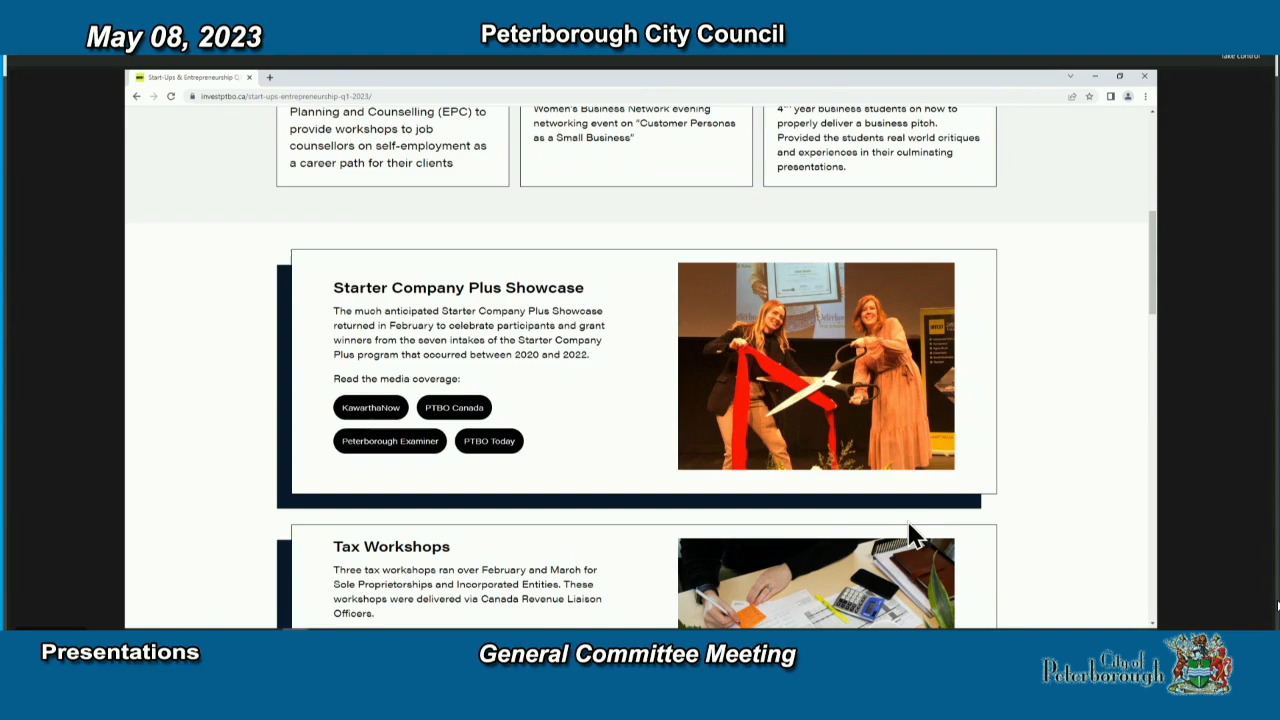 May 08, 2023
Peterborough City Council
Take Control
Start-Ups & Entrepreneurship Q
investptbo.ca/start-ups-entrepreneurship-q1-2023/
Planning and Counselling (EPC) to
provide workshops to job
counsellors on self-employment as
a career path for their clients
Women's Business Network evening
networking event on "Customer Personas
as a Small Business"
4th year business students on how to
properly deliver a business pitch.
Provided the students real world critiques
and experiences in their culminating
presentations.
Starter Company Plus Showcase
The much anticipated Starter Company Plus Showcase
returned in February to celebrate participants and grant
winners from the seven intakes of the Starter Company
Plus program that occurred between 2020 and 2022.
Read the media coverage:
KawarthaNow
PTBO Canada
Peterborough Examiner
PTBO Today
Tax Workshops
Three tax workshops ran over February and March for
Sole Proprietorships and Incorporated Entities. These
workshops were delivered via Canada Revenue Liaison
Officers.
Presentations
General Committee Meeting
City of
Peterborough